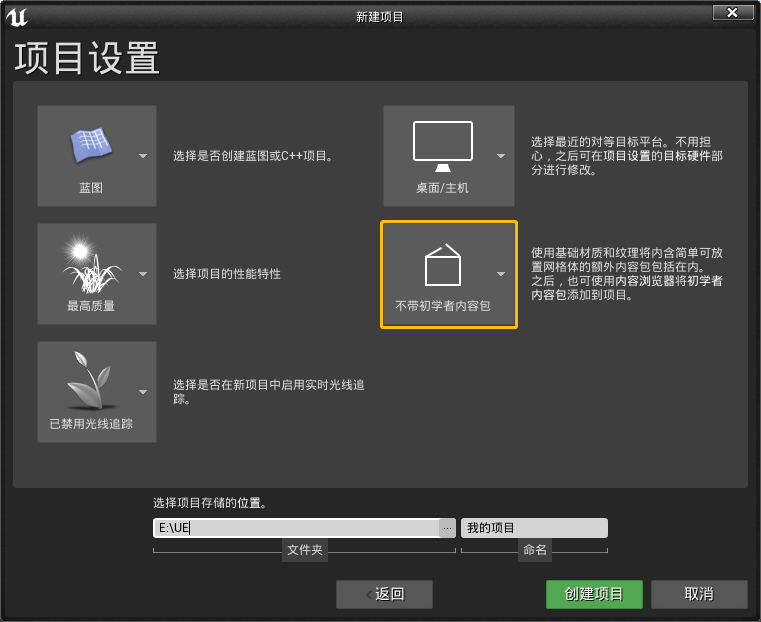 新建项目
项目设置
蓝图
选择是否创建蓝图或C++项目。
桌面/主机
选择最近的对等目标平台。不用担
心，之后可在项目设置的目标硬件部
分进行修改。
最高质量
选择项目的性能特性
不带初学者内容包
使用基础材质和纹理将内含简单可放
置网格体的额外内容包包括在内。
之后，也可使用内容浏览器将初学者
内容包添加到项目。
已禁用光线追踪
选择是否在新项目中启用实时光线追
踪。
选择项目存储的位置。
E:\UE
...
我的项目
文件夹
命名
<返回
创建项目
取消